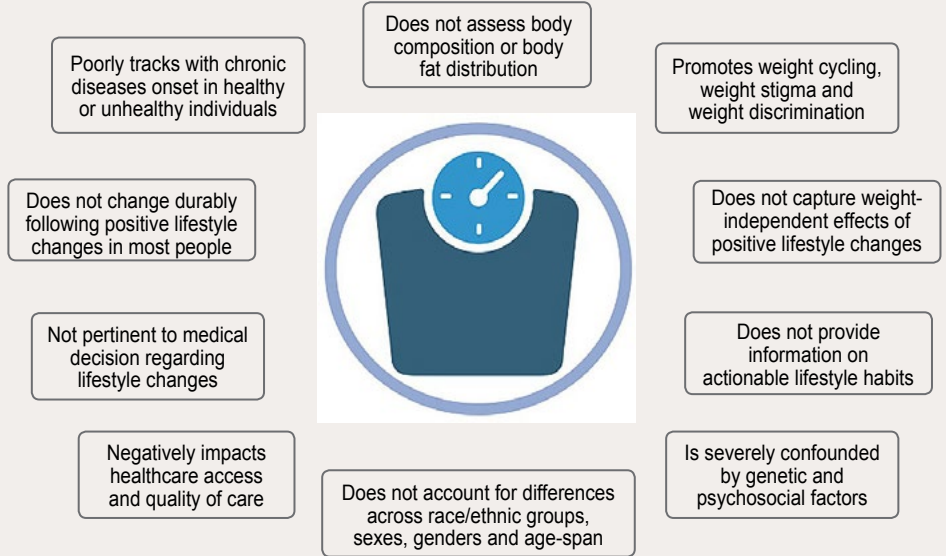 Does not assess body
composition or body
fat distribution
Poorly tracks with chronic
diseases onset in healthy
or unhealthy individuals
Promotes weight cycling,
weight stigma and
weight discrimination
Does not change durably
following positive lifestyle
changes in most people
Does not capture weight-
independent effects of
positive lifestyle changes
Not pertinent to medical
decision regarding
lifestyle changes
Does not provide
information on
actionable lifestyle habits
Negatively impacts
healthcare access
and quality of care
Does not account for differences
across race/ethnic groups,
sexes, genders and age-span
Is severely confounded
by genetic and
psychosocial factors